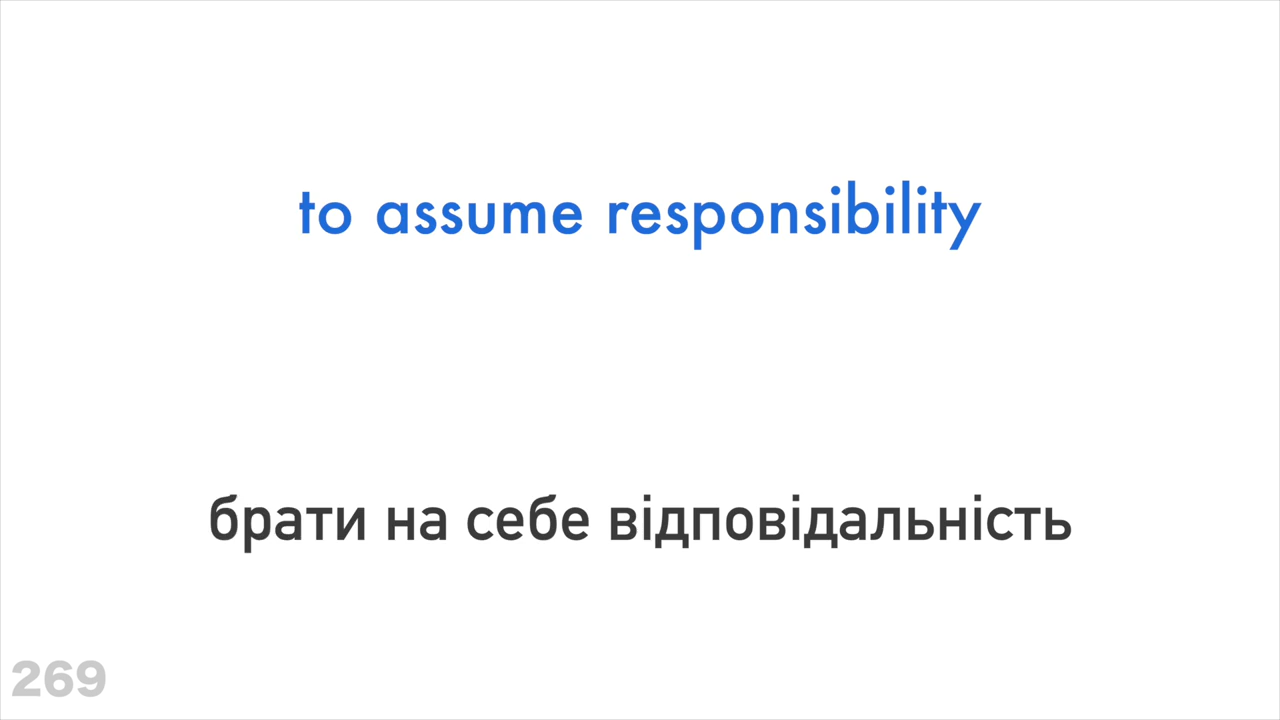 to assume responsibility
брати на себе відповідальність
269